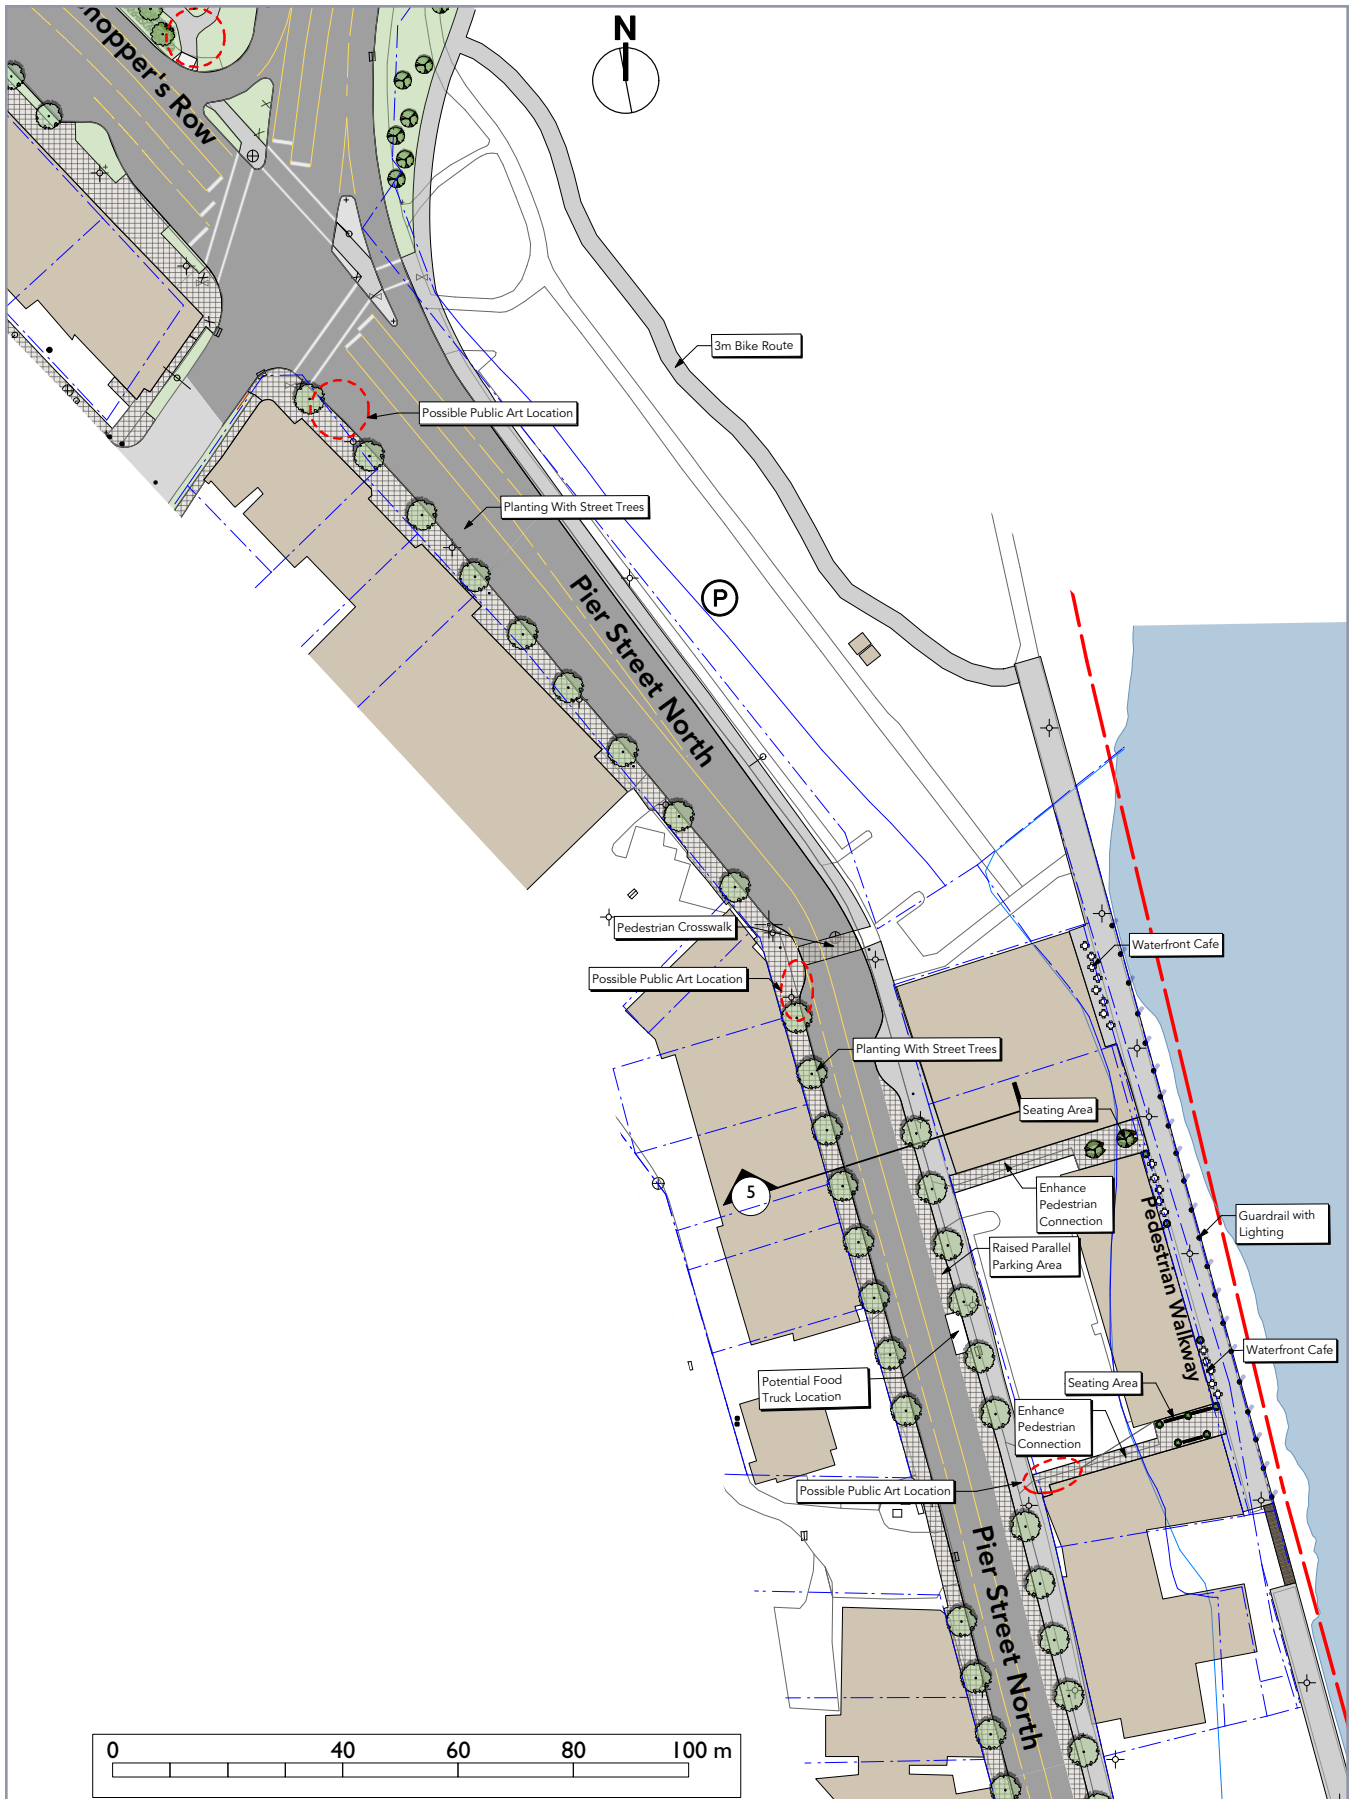 N
Shopper's Row
3m Bike Route
Possible Public Art Location
Planting With Street Trees
P
Pier Street North
Pedestrian Crosswalk
Waterfront Cafe
Possible Public Art Location
Planting With Street Trees
Seating Area
5
Enhance
Pedestrian
Connection
Guardrail with
Lighting
Raised Parallel
Parking Area
Pedestrian Walkway
Waterfront Cafe
Potential Food
Truck Location
Seating Area
Enhance
Pedestrian
Connection
Possible Public Art Location
Pier Street North
0 40 60 80 100 m